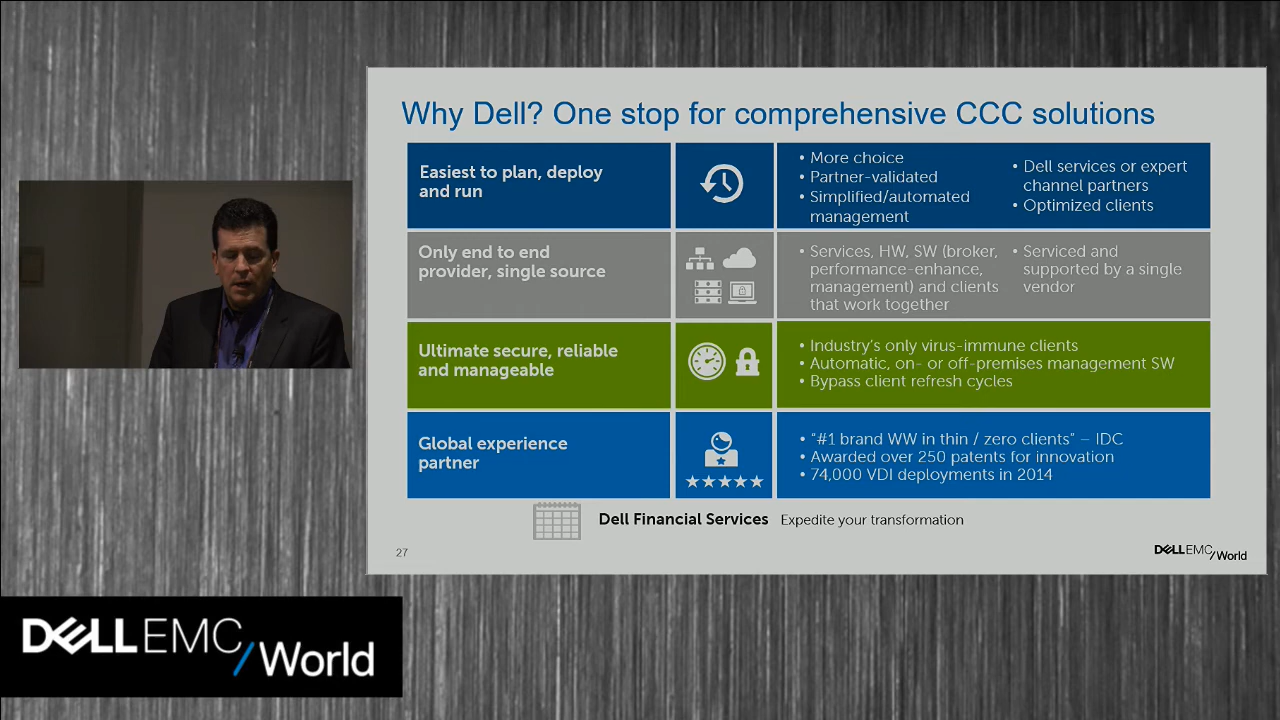 Why Dell? One stop for comprehensive CCC solutions
Easiest to plan, deploy
and run
• More choice
• Partner-validated
• Simplified/automated
management
• Dell services or expert
channel partners
• Optimized clients
Only end to end
provider, single source
• Services, HW, SW (broker,
performance-enhance,
management) and clients
that work together
• Serviced and
supported by a single
vendor
Ultimate secure, reliable
and manageable
• Industry's only virus-immune clients
• Automatic, on- or off-premises management SW
• Bypass client refresh cycles
Global experience
partner
• "#1 brand WW in thin / zero clients" – IDC
• Awarded over 250 patents for innovation
• 74,000 VDI deployments in 2014
Dell Financial Services Expedite your transformation
27
DELLEMC/World
DELLEMC/World